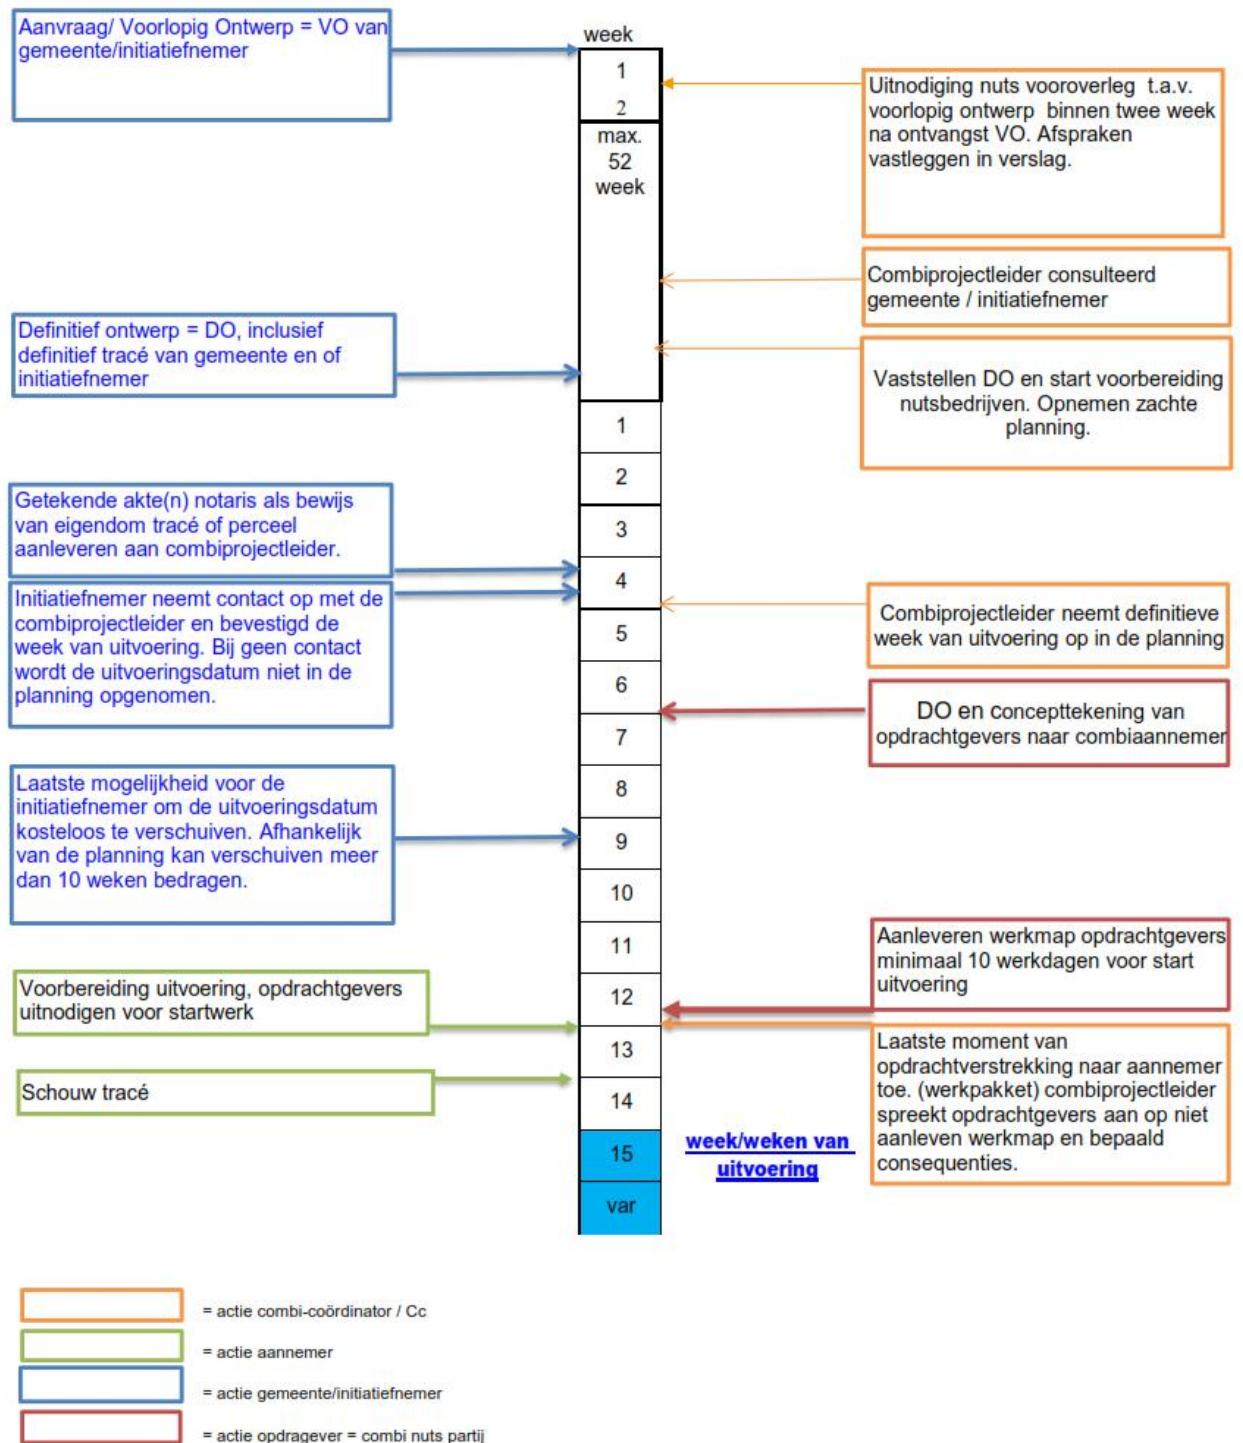 Aanvraag/ Voorlopig Ontwerp = VO van
gemeente/initiatiefnemer
week
1
2
max.
52
week
Uitnodiging nuts vooroverleg t.a.v.
voorlopig ontwerp binnen twee week
na ontvangst VO. Afspraken
vastleggen in verslag.
Combiprojectleider consulteerd
gemeente / initiatiefnemer
Definitief ontwerp = DO, inclusief
definitief tracé van gemeente en of
initiatiefnemer
Vaststellen DO en start voorbereiding
nutsbedrijven. Opnemen zachte
planning.
1
2
3
4
Getekende akte(n) notaris als bewijs
van eigendom tracé of perceel
aanleveren aan combiprojectleider.
Initiatiefnemer neemt contact op met de
combiprojectleider en bevestigd de
week van uitvoering. Bij geen contact
wordt de uitvoeringsdatum niet in de
planning opgenomen.
Combiprojectleider neemt definitieve
week van uitvoering op in de planning
5
6
DO en concepttekening van
opdrachtgevers naar combiaannemer
7
8
9
Laatste mogelijkheid voor de
initiatiefnemer om de uitvoeringsdatum
kosteloos te verschuiven. Afhankelijk
van de planning kan verschuiven meer
dan 10 weken bedragen.
10
11
12
Aanleveren werkmap opdrachtgevers
minimaal 10 werkdagen voor start
uitvoering
Voorbereiding uitvoering, opdrachtgevers
uitnodigen voor startwerk
13
Laatste moment van
opdrachtverstrekking naar aannemer
toe. (werkpakket) combiprojectleider
spreekt opdrachtgevers aan op niet
aanleven werkmap en bepaald
consequenties.
Schouw tracé
14
15
var
week/weken van
uitvoering
= actie combi-coördinator / Cc
= actie aannemer
= actie gemeente/initiatiefnemer
= actie opdragever = combi nuts partij